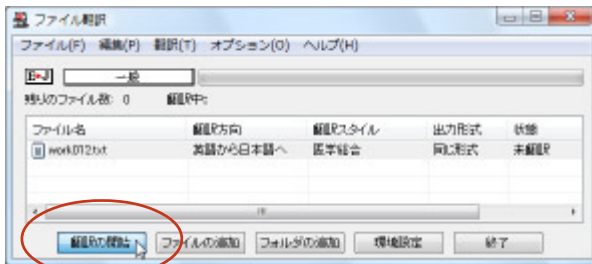 ファイル翻訳
ファイル(F) 編集(P) 翻訳(T) オプション(O) ヘルプ(H)
E→J 一般
残りのファイル数: 0 翻訳中:
ファイル名 翻訳方向 翻訳スタイル 出力形式 状態
work012.txt 英語から日本語へ 医学総合 同じ形式 未翻訳
翻訳の開始 ファイルの追加 フォルダの追加 環境設定 終了